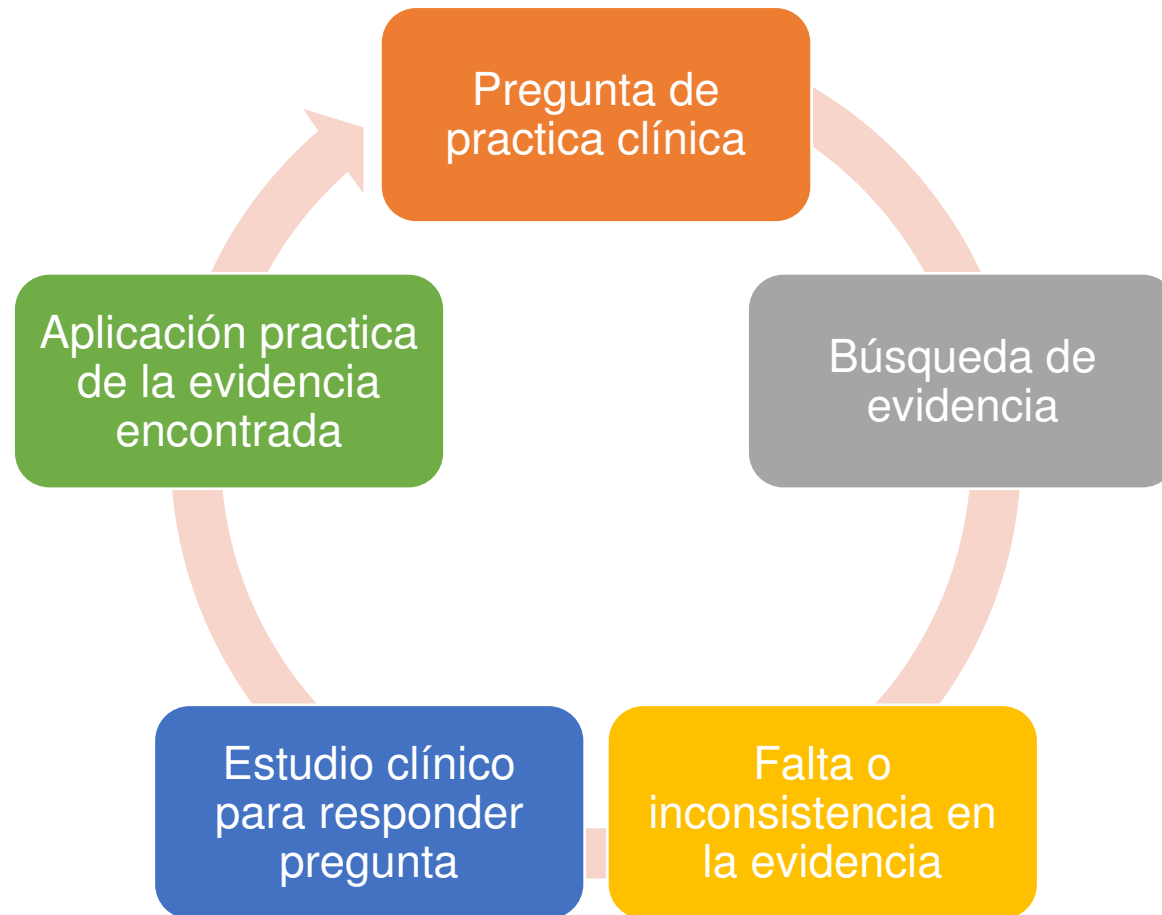 Pregunta de
practica clínica
Búsqueda de
evidencia
Falta o
inconsistencia en
la evidencia
Estudio clínico
para responder
pregunta
Aplicación practica
de la evidencia
encontrada